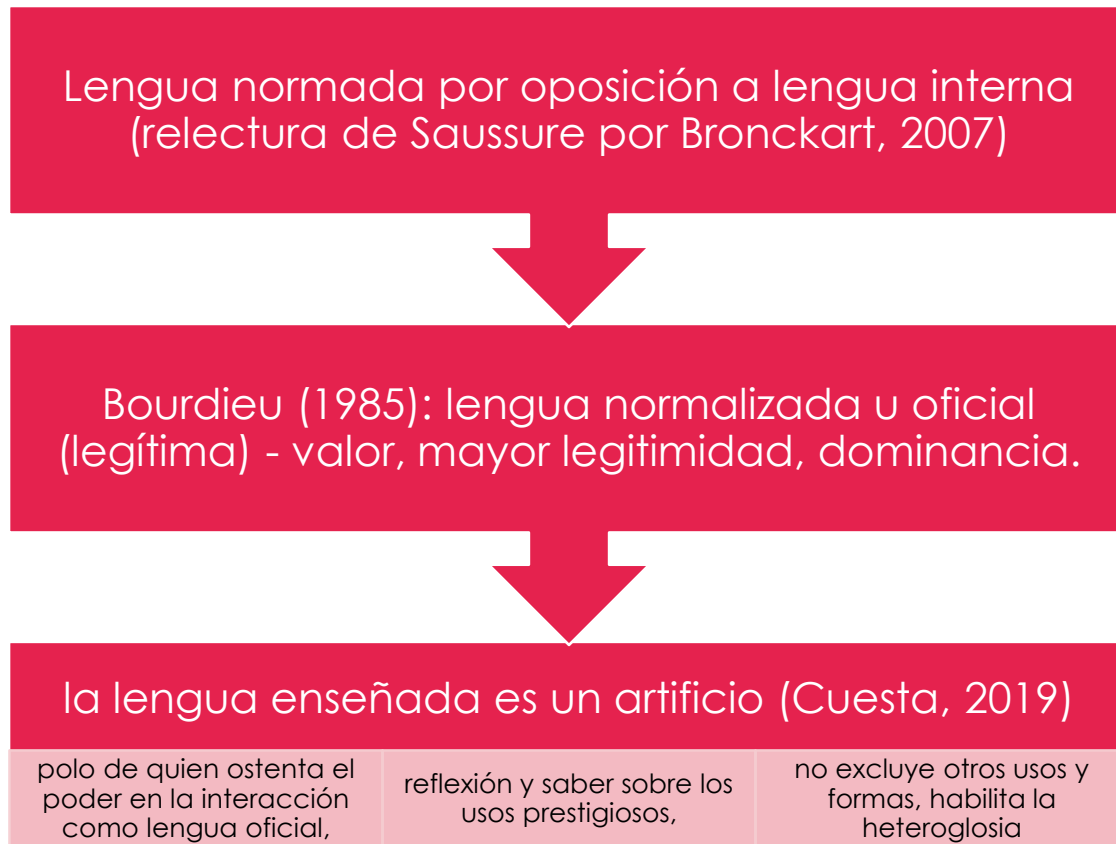 Lengua normada por oposición a lengua interna
(relectura de Saussure por Bronckart, 2007)
Bourdieu (1985): lengua normalizada u oficial
(legítima) - valor, mayor legitimidad, dominancia.
la lengua enseñada es un artificio (Cuesta, 2019)
polo de quien ostenta el
poder en la interacción
como lengua oficial,
reflexión y saber sobre los
usos prestigiosos,
no excluye otros usos y
formas, habilita la
heteroglosia